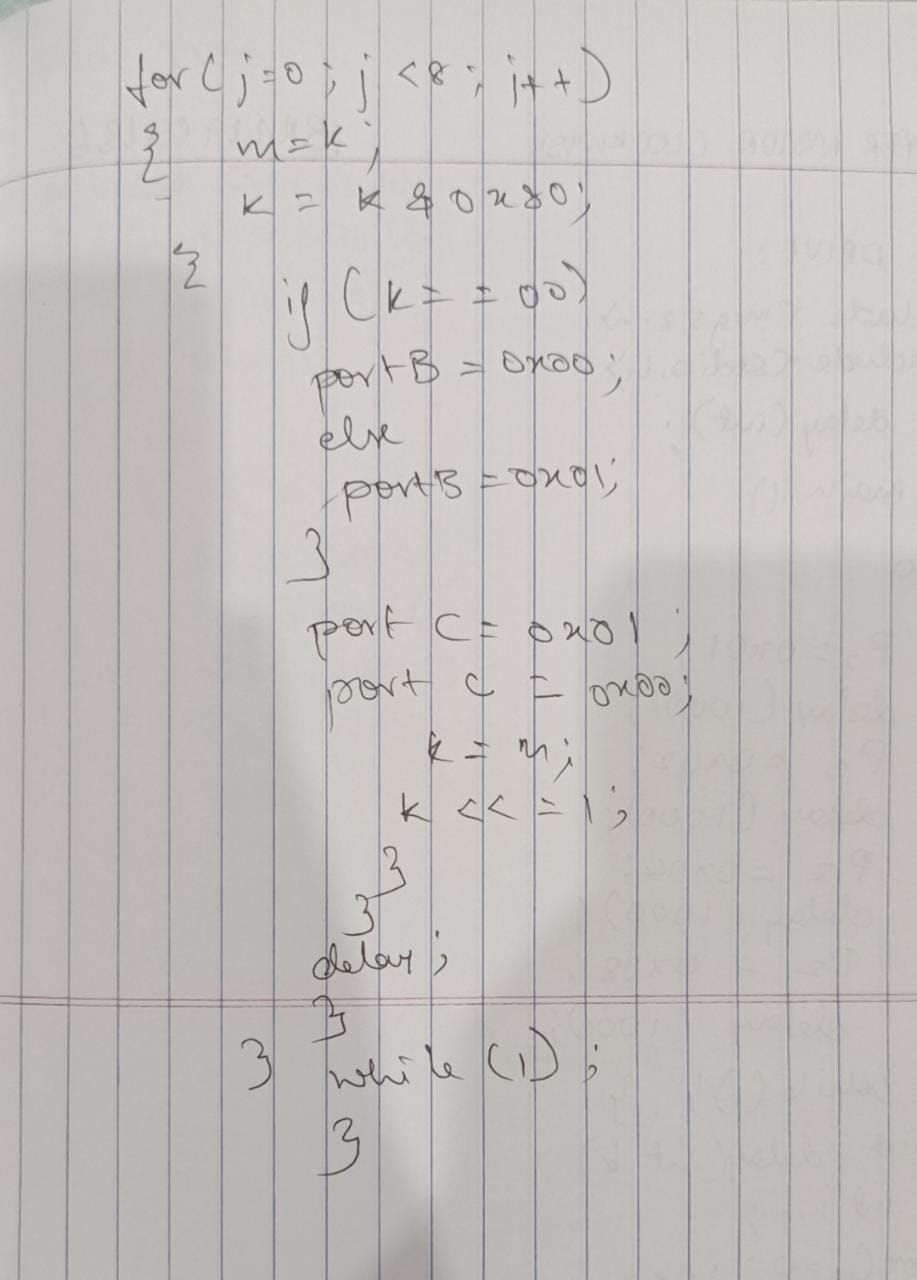 for(j=0; j<8; j++)
{ m=k;
k = k & 0x80;
{
if (k= = 00)
portB = 0x00;
else
portB = 0x01;
}
port C = 0x01;
port C = 0x00;
k = m;
k << = 1;
}
}
delay;
}
} while (1);
}